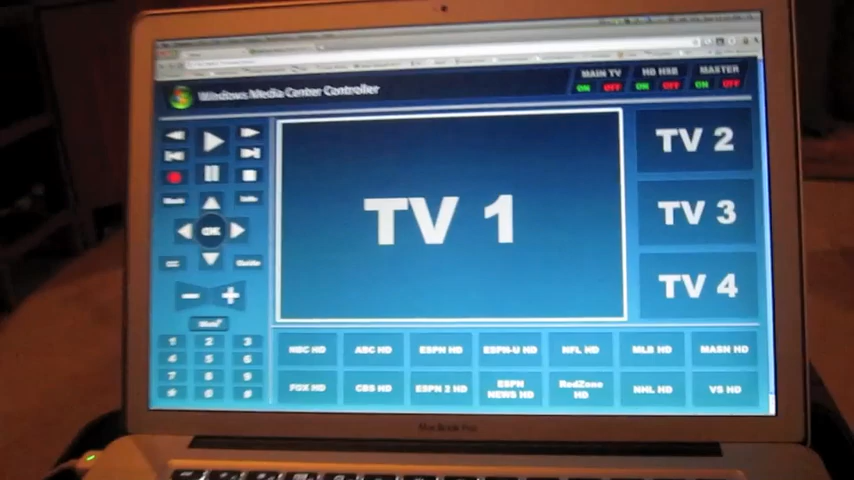 Windows Media Center Controller
MAIN TV
HD HSB
MASTER
ON OFF
ON OFF
ON OFF
Guide
OK
TV 1
TV 2
TV 3
TV 4
1 2 3
4 5 6
7 8 9
NBC HD
ABC HD
ESPN HD
ESPN-U HD
NFL HD
MLB HD
MASN HD
FOX HD
CBS HD
ESPN 2 HD
ESPN
NEWS HD
RedZone
HD
NHL HD
VS HD
MacBook Pro